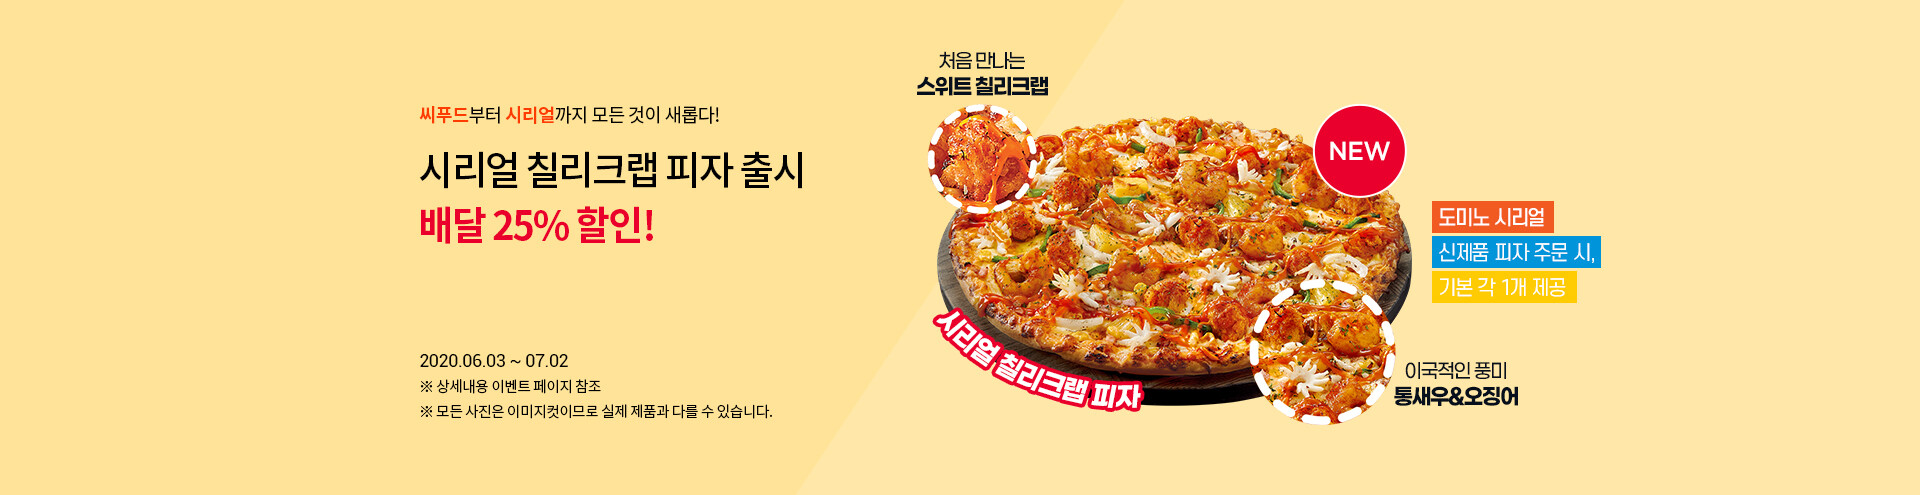 씨푸드부터 시리얼까지 모든 것이 새롭다!
시리얼 칠리크랩 피자 출시
배달 25% 할인!
2020.06.03 ~ 07.02
※ 상세내용 이벤트 페이지 참조
※ 모든 사진은 이미지컷이므로 실제 제품과 다를 수 있습니다.
처음 만나는
스위트 칠리크랩
NEW
도미노 시리얼
신제품 피자 주문 시,
기본 각 1개 제공
시리얼 칠리크랩 피자
이국적인 풍미
통새우&오징어